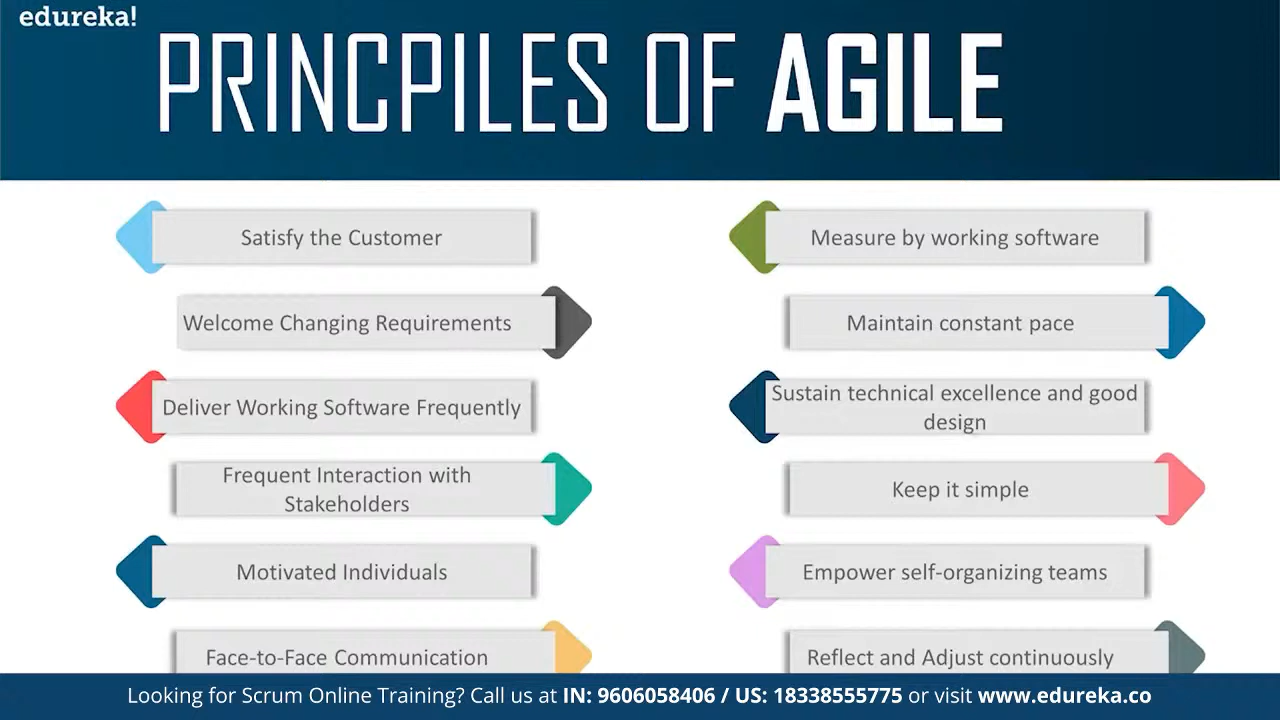 edureka!
PRINCPILES OF AGILE
Satisfy the Customer
Welcome Changing Requirements
Deliver Working Software Frequently
Frequent Interaction with
Stakeholders
Motivated Individuals
Face-to-Face Communication
Measure by working software
Maintain constant pace
Sustain technical excellence and good
design
Keep it simple
Empower self-organizing teams
Reflect and Adjust continuously
Looking for Scrum Online Training? Call us at IN: 9606058406 / US: 18338555775 or visit www.edureka.co